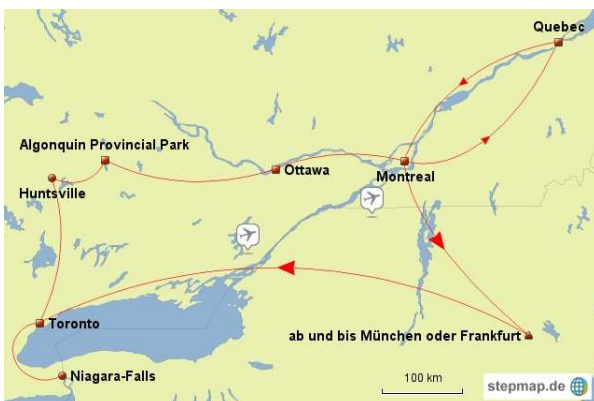 Quebec
Algonquin Provincial Park
Ottawa
Montreal
Huntsville
Toronto
ab und bis München oder Frankfurt
Niagara-Falls
100 km
stepmap.de